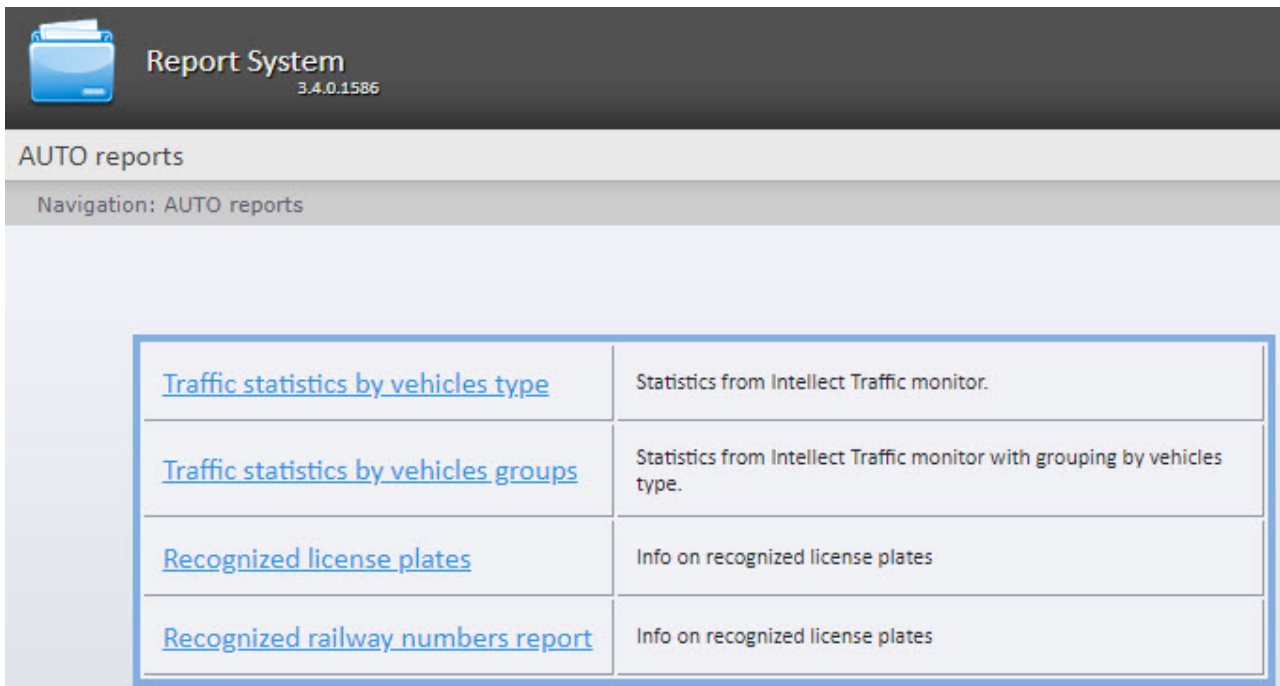 Report System
3.4.0.1586
AUTO reports
Navigation: AUTO reports
Traffic statistics by vehicles type
Statistics from Intellect Traffic monitor.
Traffic statistics by vehicles groups
Statistics from Intellect Traffic monitor with grouping by vehicles
type.
Recognized license plates
Info on recognized license plates
Recognized railway numbers report
Info on recognized license plates